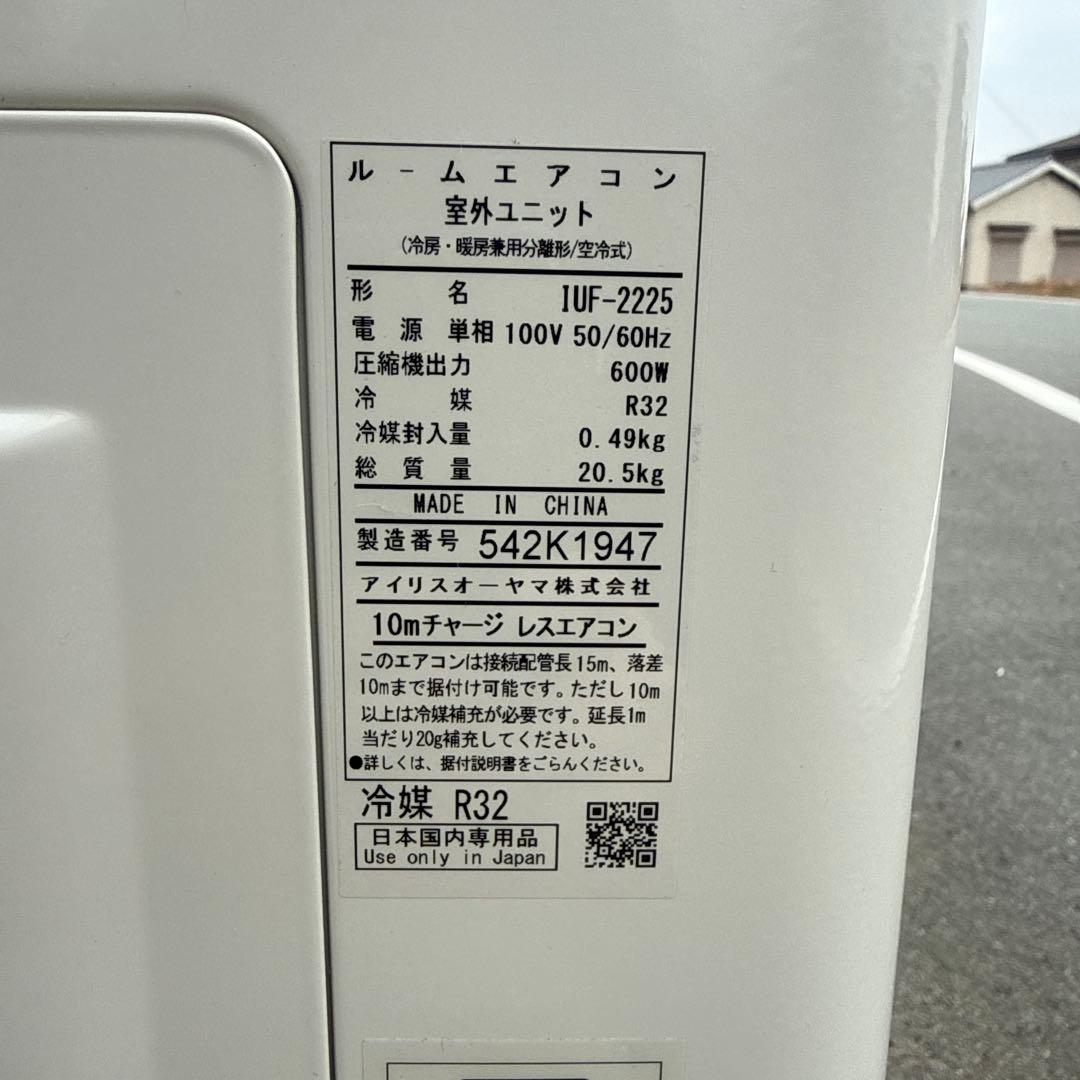 ルームエアコン
室外ユニット
(冷房・暖房兼用分離形/空冷式)
形名 IUF-2225
電源 単相 100V 50/60Hz
圧縮機出力 600W
冷媒 R32
冷媒封入量 0.49kg
総質量 20.5kg
MADE IN CHINA
製造番号 542K1947
アイリスオーヤマ株式会社
10mチャージ レスエアコン
このエアコンは接続配管長15m、落差
10mまで据付け可能です。ただし10m
以上は冷媒補充が必要です。延長1m
当だり20g補充してください。
●詳しくは、据付説明書をごらんください。
冷媒 R32
日本国内専用品
Use only in Japan